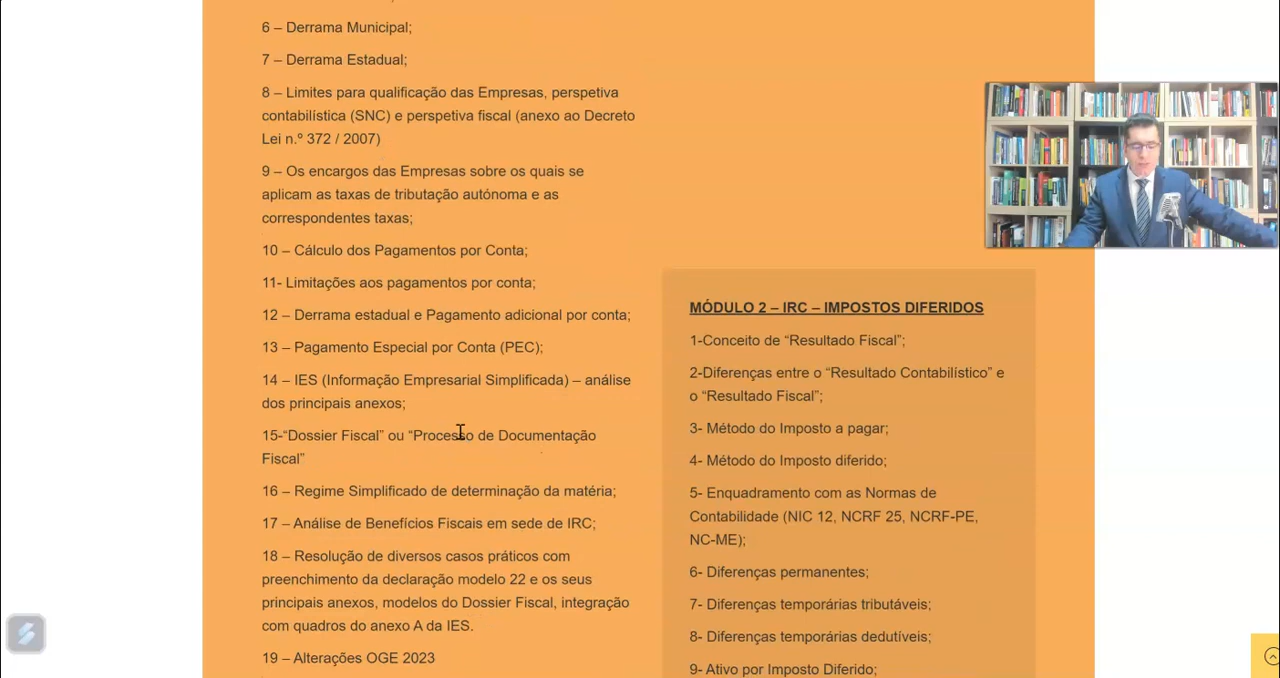 6 – Derrama Municipal;
7 – Derrama Estadual;
8 – Limites para qualificação das Empresas, perspetiva
contabilística (SNC) e perspetiva fiscal (anexo ao Decreto
Lei n.º 372 / 2007)
9 – Os encargos das Empresas sobre os quais se
aplicam as taxas de tributação autónoma e as
correspondentes taxas;
10 – Cálculo dos Pagamentos por Conta;
11- Limitações aos pagamentos por conta;
12 – Derrama estadual e Pagamento adicional por conta;
13 – Pagamento Especial por Conta (PEC);
14 – IES (Informação Empresarial Simplificada) – análise
dos principais anexos;
15-“Dossier Fiscal” ou “Processo de Documentação
Fiscal”
16 – Regime Simplificado de determinação da matéria;
17 – Análise de Benefícios Fiscais em sede de IRC;
18 – Resolução de diversos casos práticos com
preenchimento da declaração modelo 22 e os seus
principais anexos, modelos do Dossier Fiscal, integração
com quadros do anexo A da IES.
19 – Alterações OGE 2023
MÓDULO 2 – IRC – IMPOSTOS DIFERIDOS
1-Conceito de “Resultado Fiscal”;
2-Diferenças entre o “Resultado Contabilístico” e
o “Resultado Fiscal”;
3- Método do Imposto a pagar;
4- Método do Imposto diferido;
5- Enquadramento com as Normas de
Contabilidade (NIC 12, NCRF 25, NCRF-PE,
NC-ME);
6- Diferenças permanentes;
7- Diferenças temporárias tributáveis;
8- Diferenças temporárias dedutíveis;
9- Ativo por Imposto Diferido;